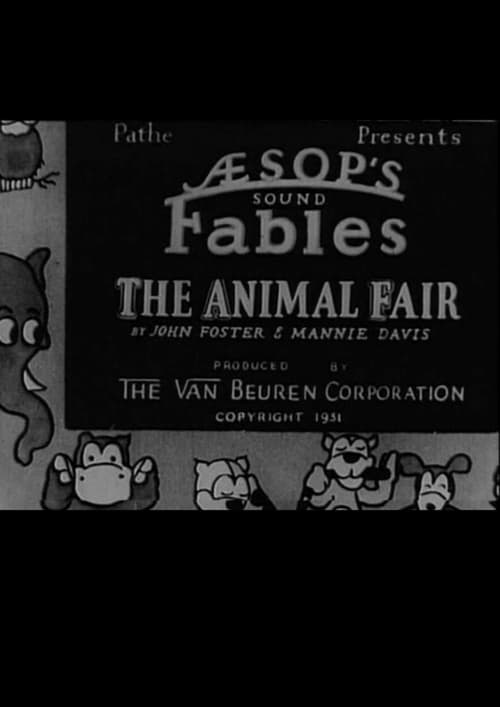 Pathe Presents
ÆSOP'S
SOUND
Fables
THE ANIMAL FAIR
BY JOHN FOSTER & MANNIE DAVIS
PRODUCED BY
THE VAN BEUREN CORPORATION
COPYRIGHT 1931